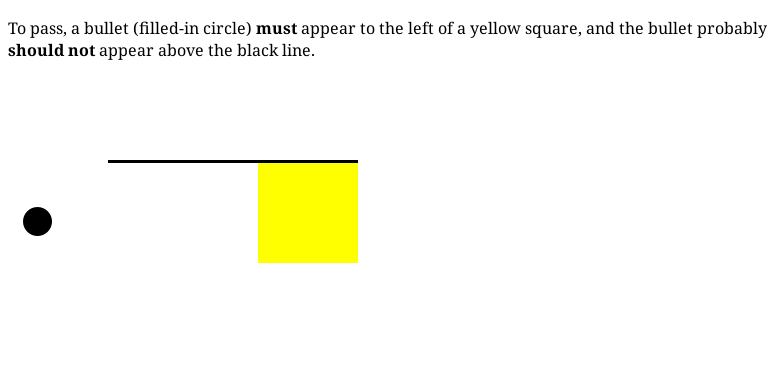 To pass, a bullet (filled-in circle) must appear to the left of a yellow square, and the bullet probably
should not appear above the black line.